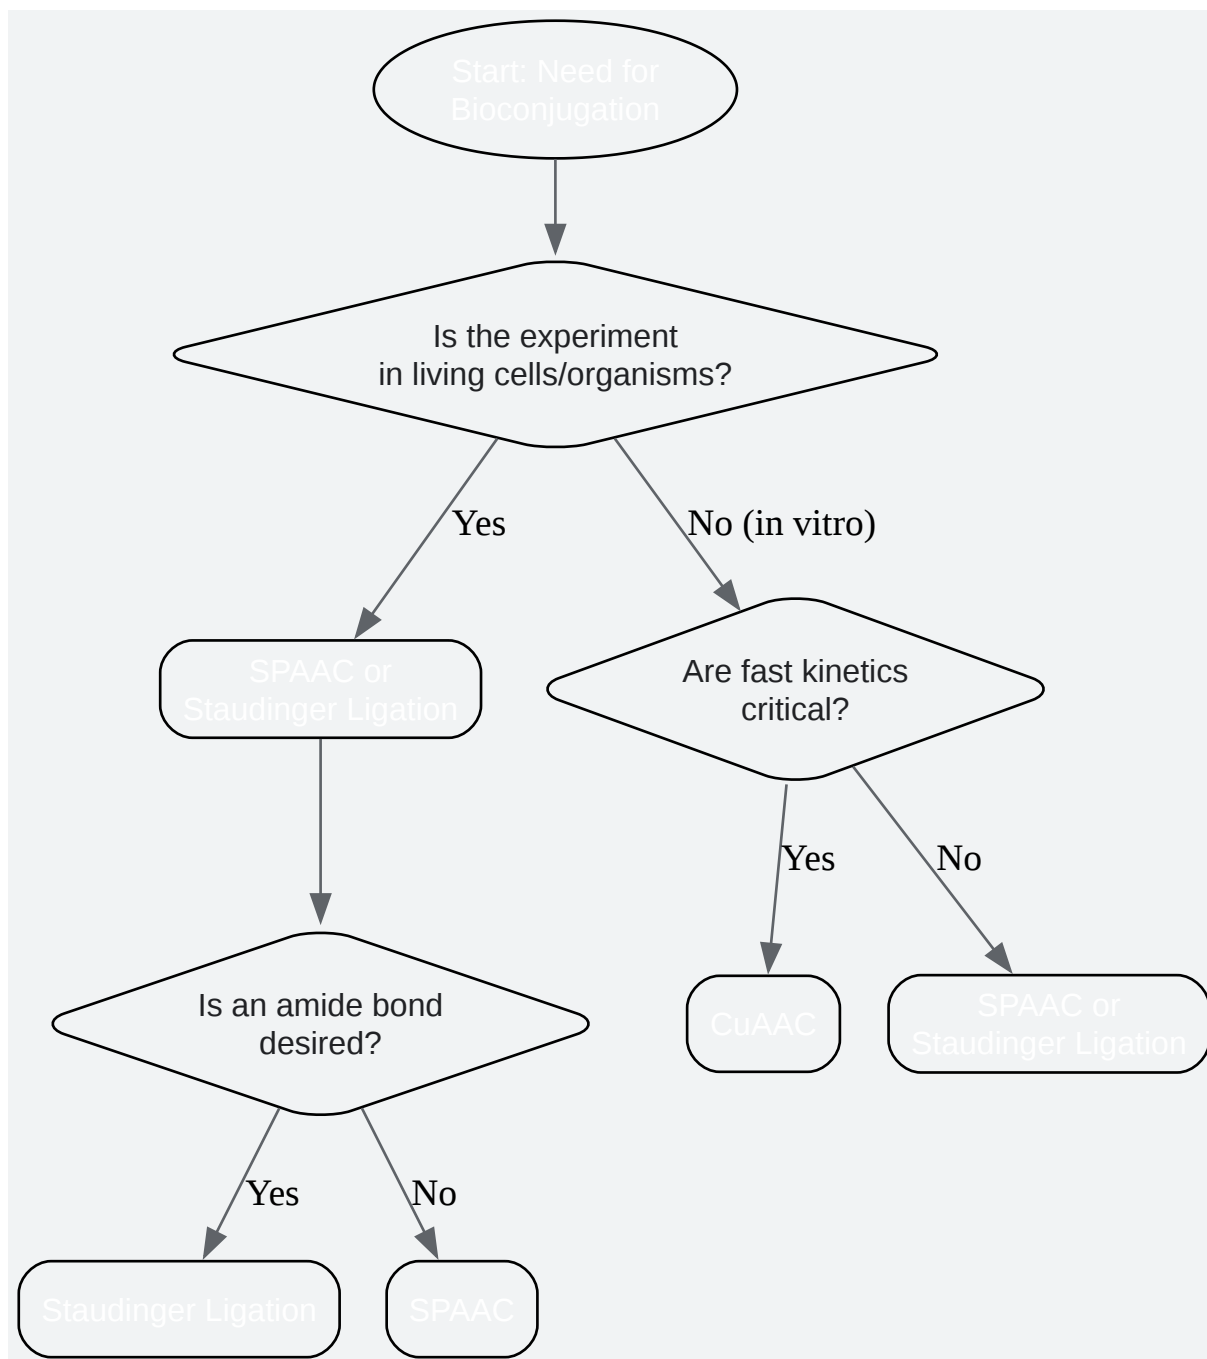 Start: Need for
Bioconjugation
Is the experiment
in living cells/organisms?
Yes
No (in vitro)
SPAAC or
Staudinger Ligation
Are fast kinetics
critical?
Yes
No
Is an amide bond
desired?
CuAAC
SPAAC or
Staudinger Ligation
Yes
No
Staudinger Ligation
SPAAC